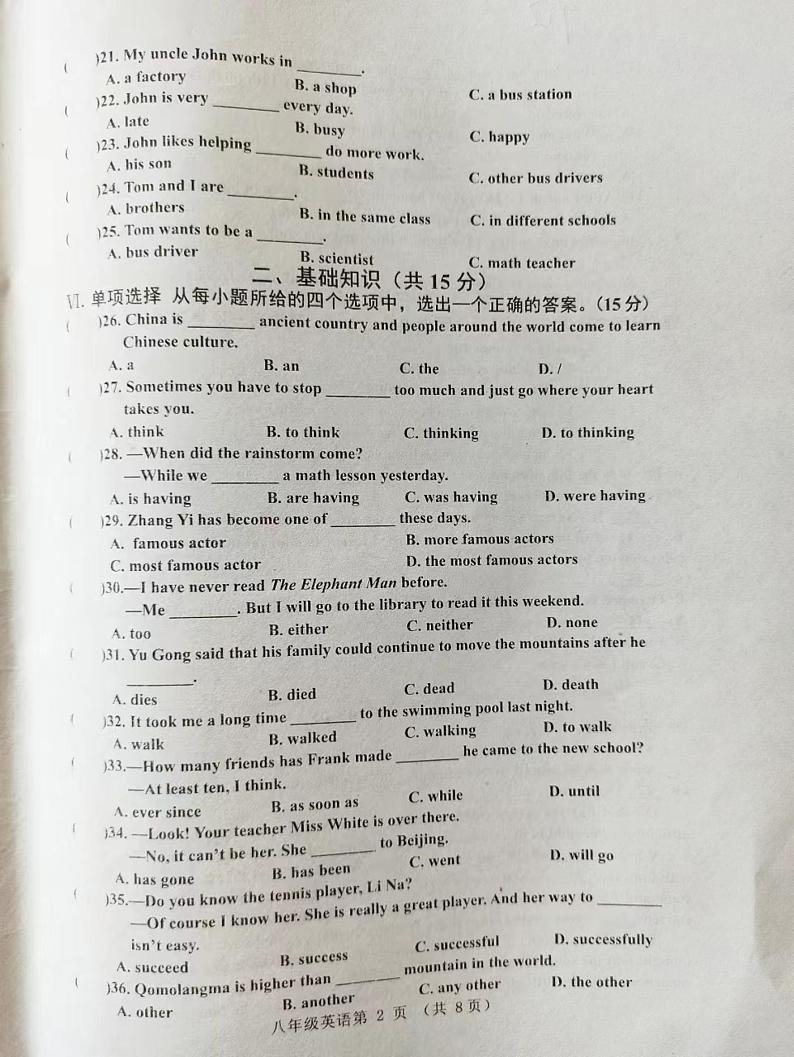 ( )21. My uncle John works in ________.
A. a factory B. a shop C. a bus station
( )22. John is very ________ every day.
A. late B. busy C. happy
( )23. John likes helping ________ do more work.
A. his son B. students C. other bus drivers
( )24. Tom and I are ________.
A. brothers B. in the same class C. in different schools
( )25. Tom wants to be a ________.
A. bus driver B. scientist C. math teacher
二、基础知识（共 15 分）
Ⅵ. 单项选择 从每小题所给的四个选项中，选出一个正确的答案。（15 分）
( )26. China is ________ ancient country and people around the world come to learn
Chinese culture.
A. a B. an C. the D. /
( )27. Sometimes you have to stop ________ too much and just go where your heart
takes you.
A. think B. to think C. thinking D. to thinking
( )28. —When did the rainstorm come?
—While we ________ a math lesson yesterday.
A. is having B. are having C. was having D. were having
( )29. Zhang Yi has become one of ________ these days.
A. famous actor B. more famous actors
C. most famous actor D. the most famous actors
( )30.—I have never read The Elephant Man before.
—Me ________. But I will go to the library to read it this weekend.
A. too B. either C. neither D. none
( )31. Yu Gong said that his family could continue to move the mountains after he
________.
A. dies B. died C. dead D. death
( )32. It took me a long time ________ to the swimming pool last night.
A. walk B. walked C. walking D. to walk
( )33.—How many friends has Frank made ________ he came to the new school?
—At least ten, I think.
A. ever since B. as soon as C. while D. until
( )34. —Look! Your teacher Miss White is over there.
—No, it can't be her. She ________ to Beijing.
A. has gone B. has been C. went D. will go
( )35.—Do you know the tennis player, Li Na?
—Of course I know her. She is really a great player. And her way to ________
isn't easy.
A. succeed B. success C. successful D. successfully
( )36. Qomolangma is higher than ________ mountain in the world.
A. other B. another C. any other D. the other
八年级英语第 2 页 （共 8 页）